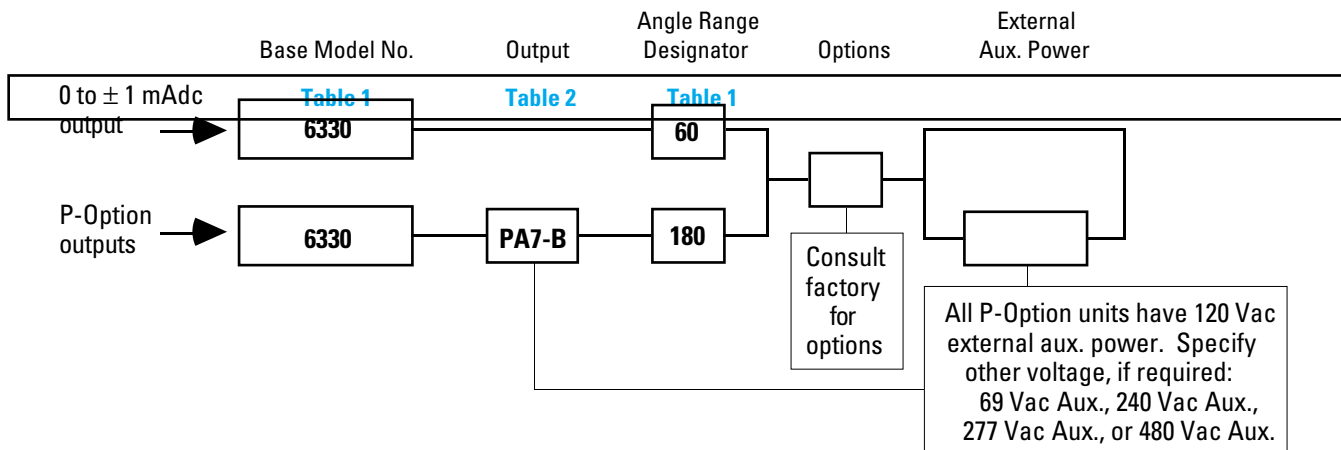 Base Model No.
Output
Angle Range
Designator
Options
External
Aux. Power
0 to ± 1 mAdc
output
Table 1
Table 2
Table 1
6330
60
P-Option
outputs
6330
PA7-B
180
Consult
factory
for
options
All P-Option units have 120 Vac
external aux. power. Specify
other voltage, if required:
69 Vac Aux., 240 Vac Aux.,
277 Vac Aux., or 480 Vac Aux.